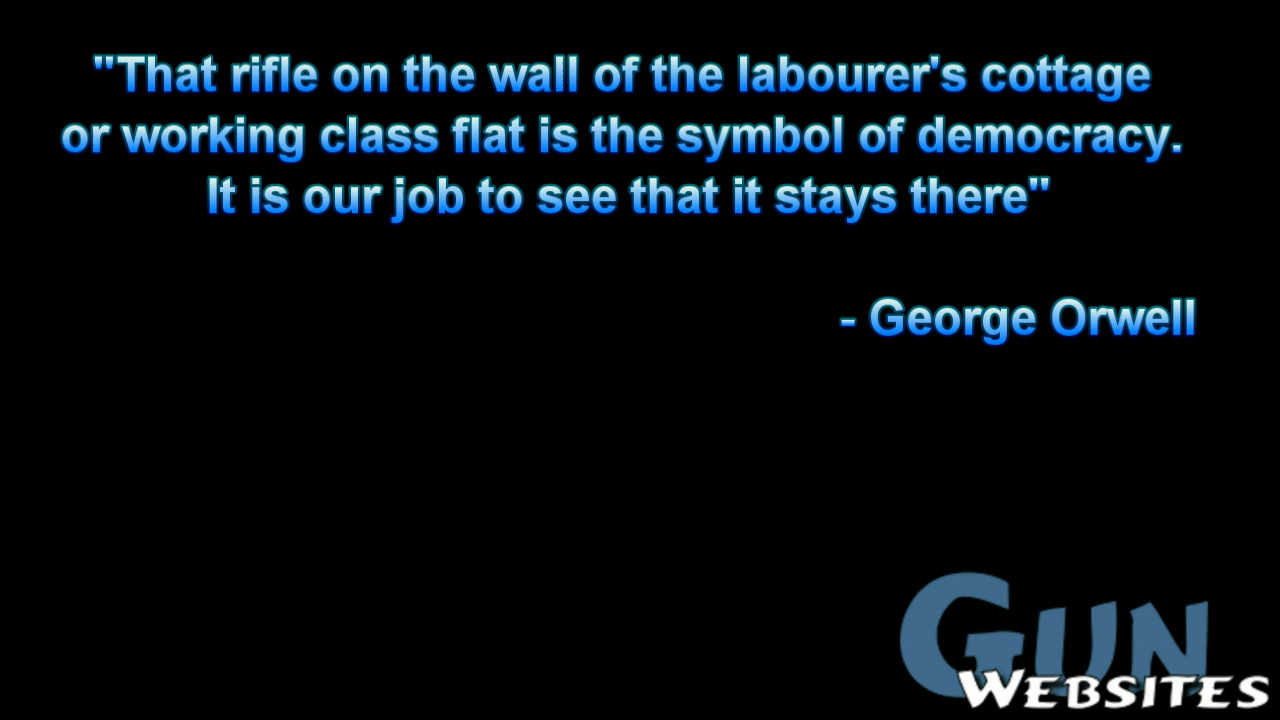 "That rifle on the wall of the labourer's cottage
or working class flat is the symbol of democracy.
It is our job to see that it stays there"
- George Orwell
GUN
WEBSITES